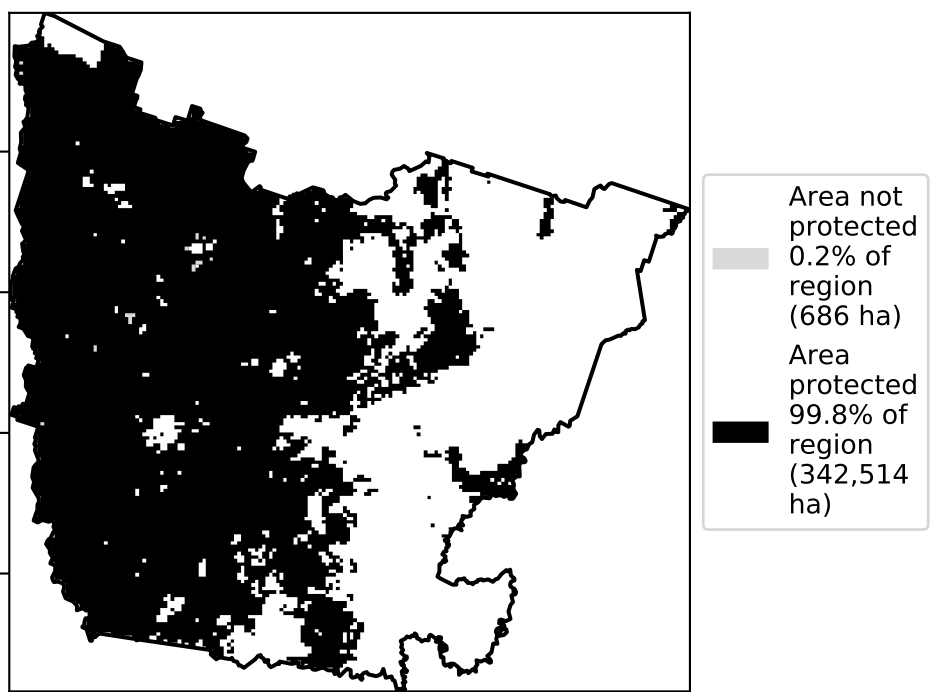 Area not
protected
0.2% of
region
(686 ha)
Area
protected
99.8% of
region
(342,514
ha)